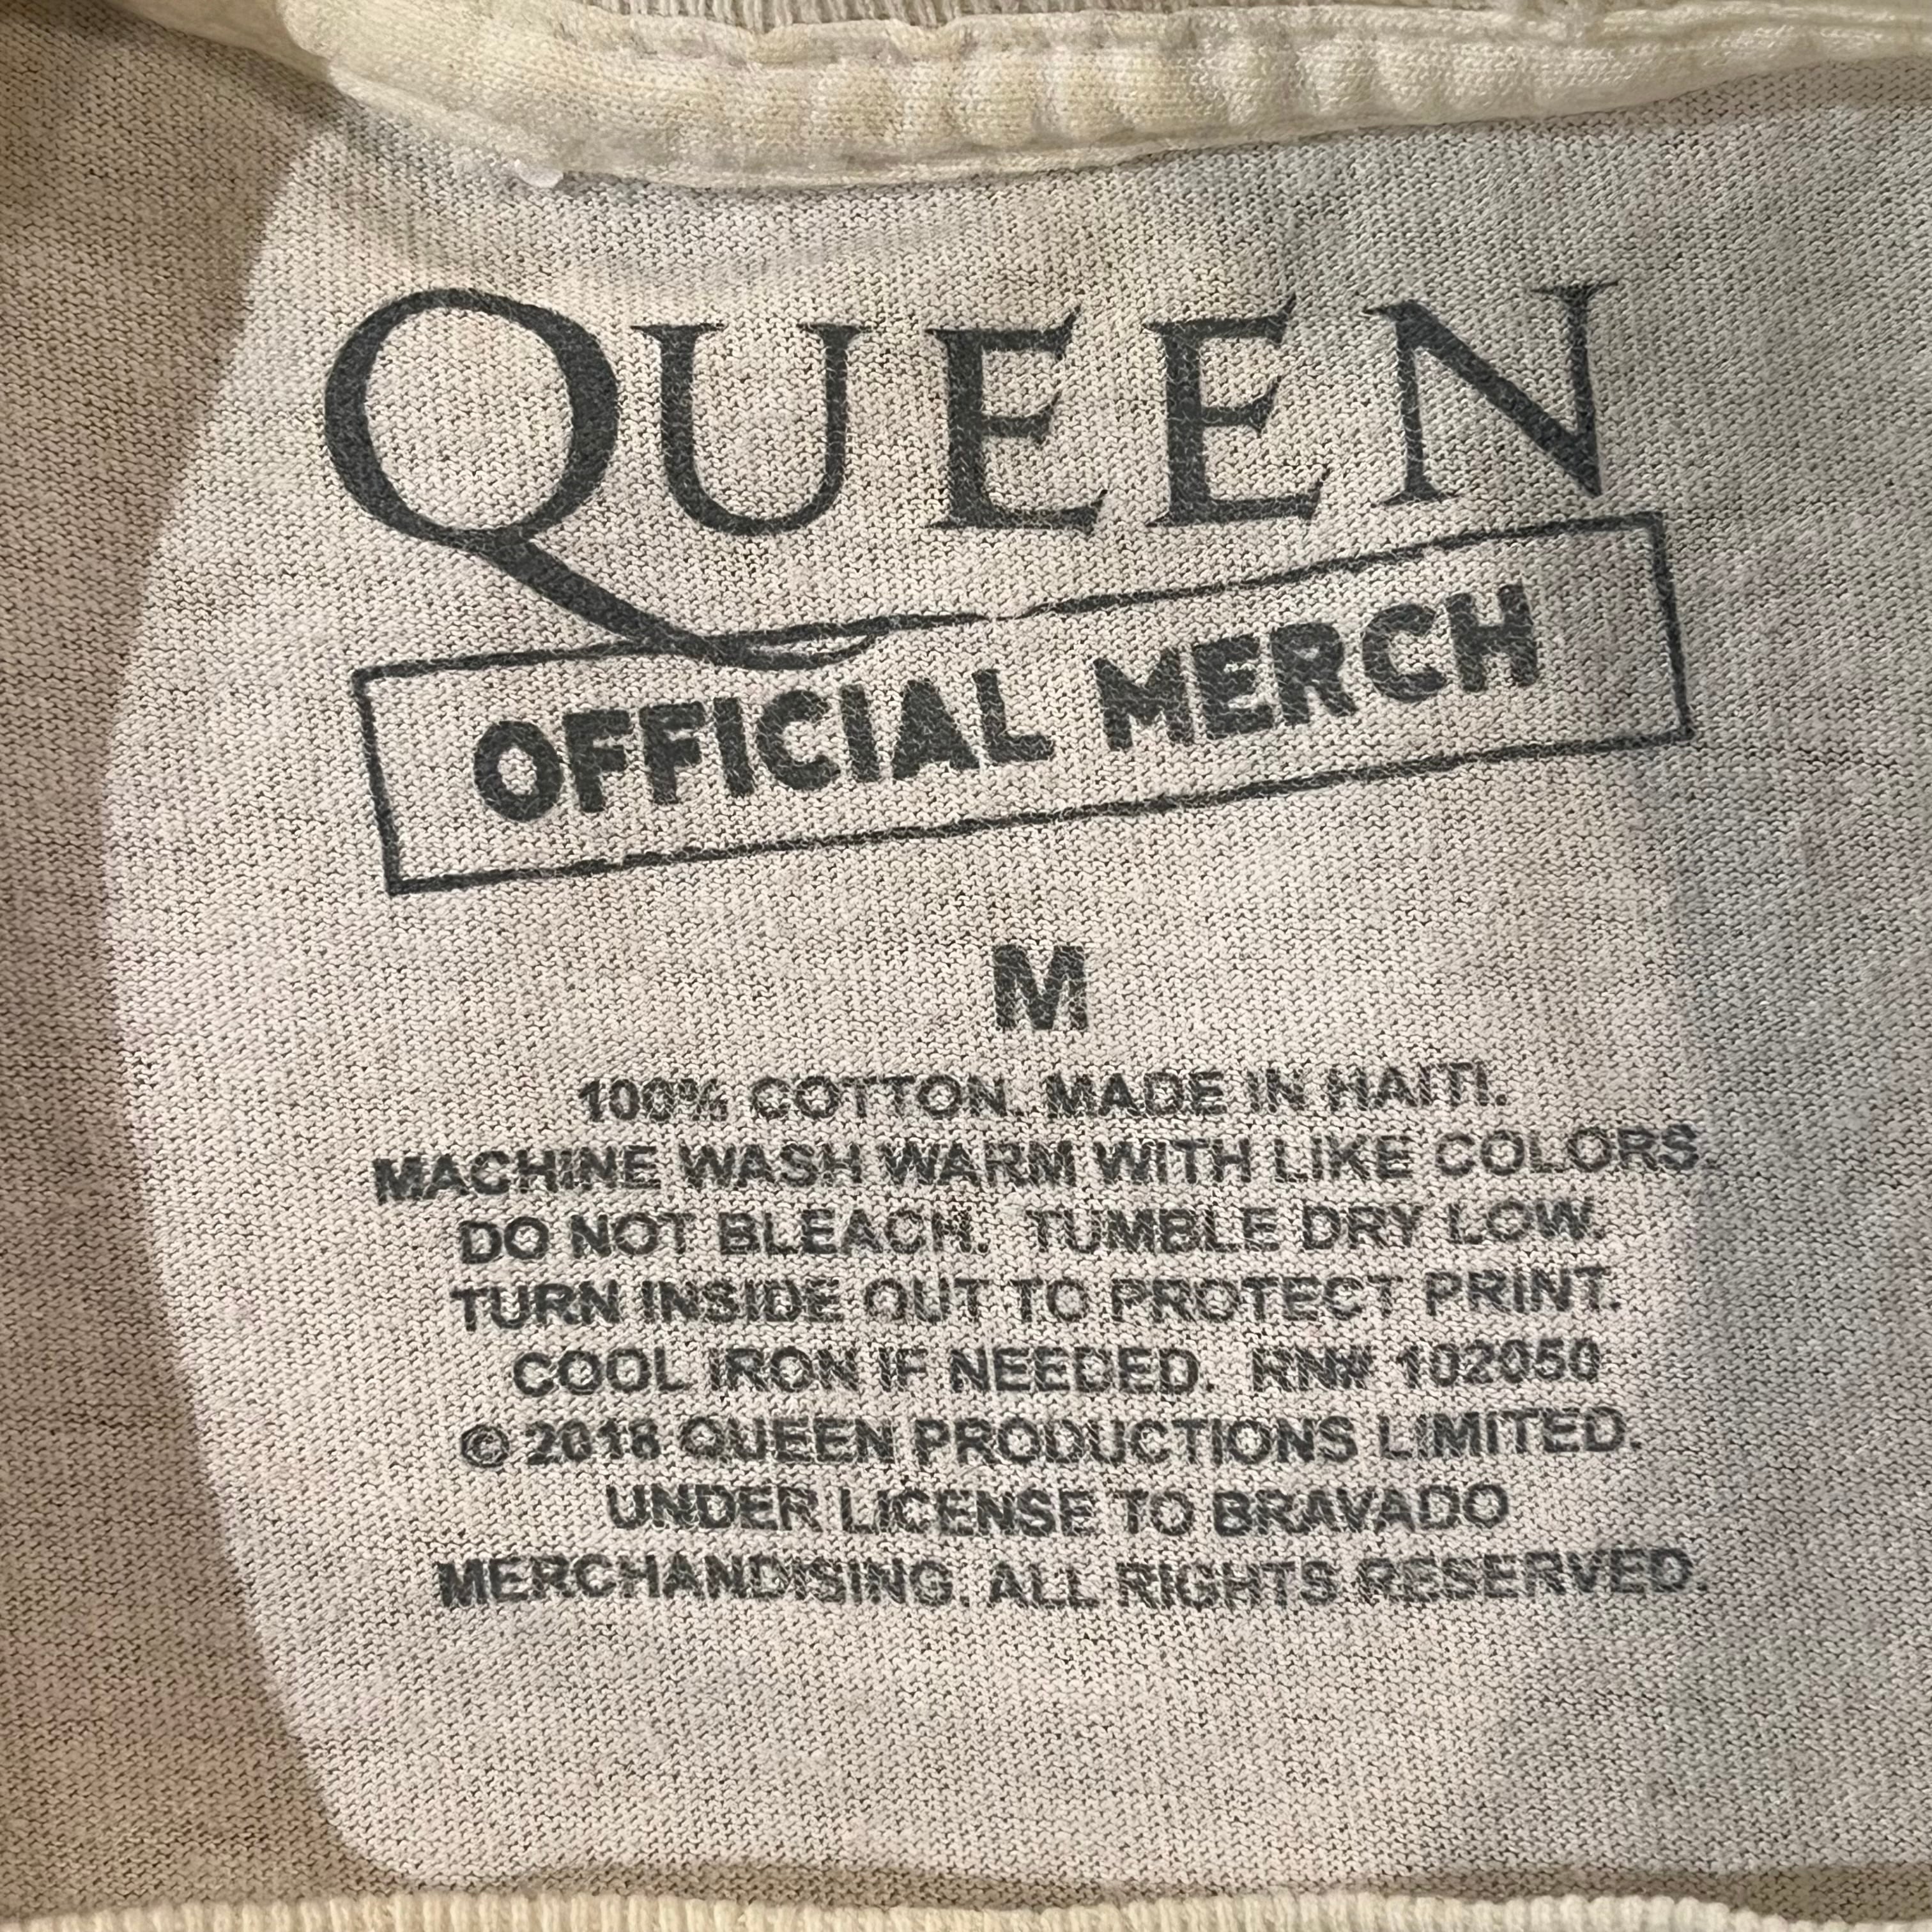 QUEEN
OFFICIAL MERCH
M
100% COTTON. MADE IN HAITI.
MACHINE WASH WARM WITH LIKE COLORS.
DO NOT BLEACH. TUMBLE DRY LOW.
TURN INSIDE OUT TO PROTECT PRINT.
COOL IRON IF NEEDED. RN# 102050
© 2018 QUEEN PRODUCTIONS LIMITED.
UNDER LICENSE TO BRAVADO
MERCHANDISING. ALL RIGHTS RESERVED.